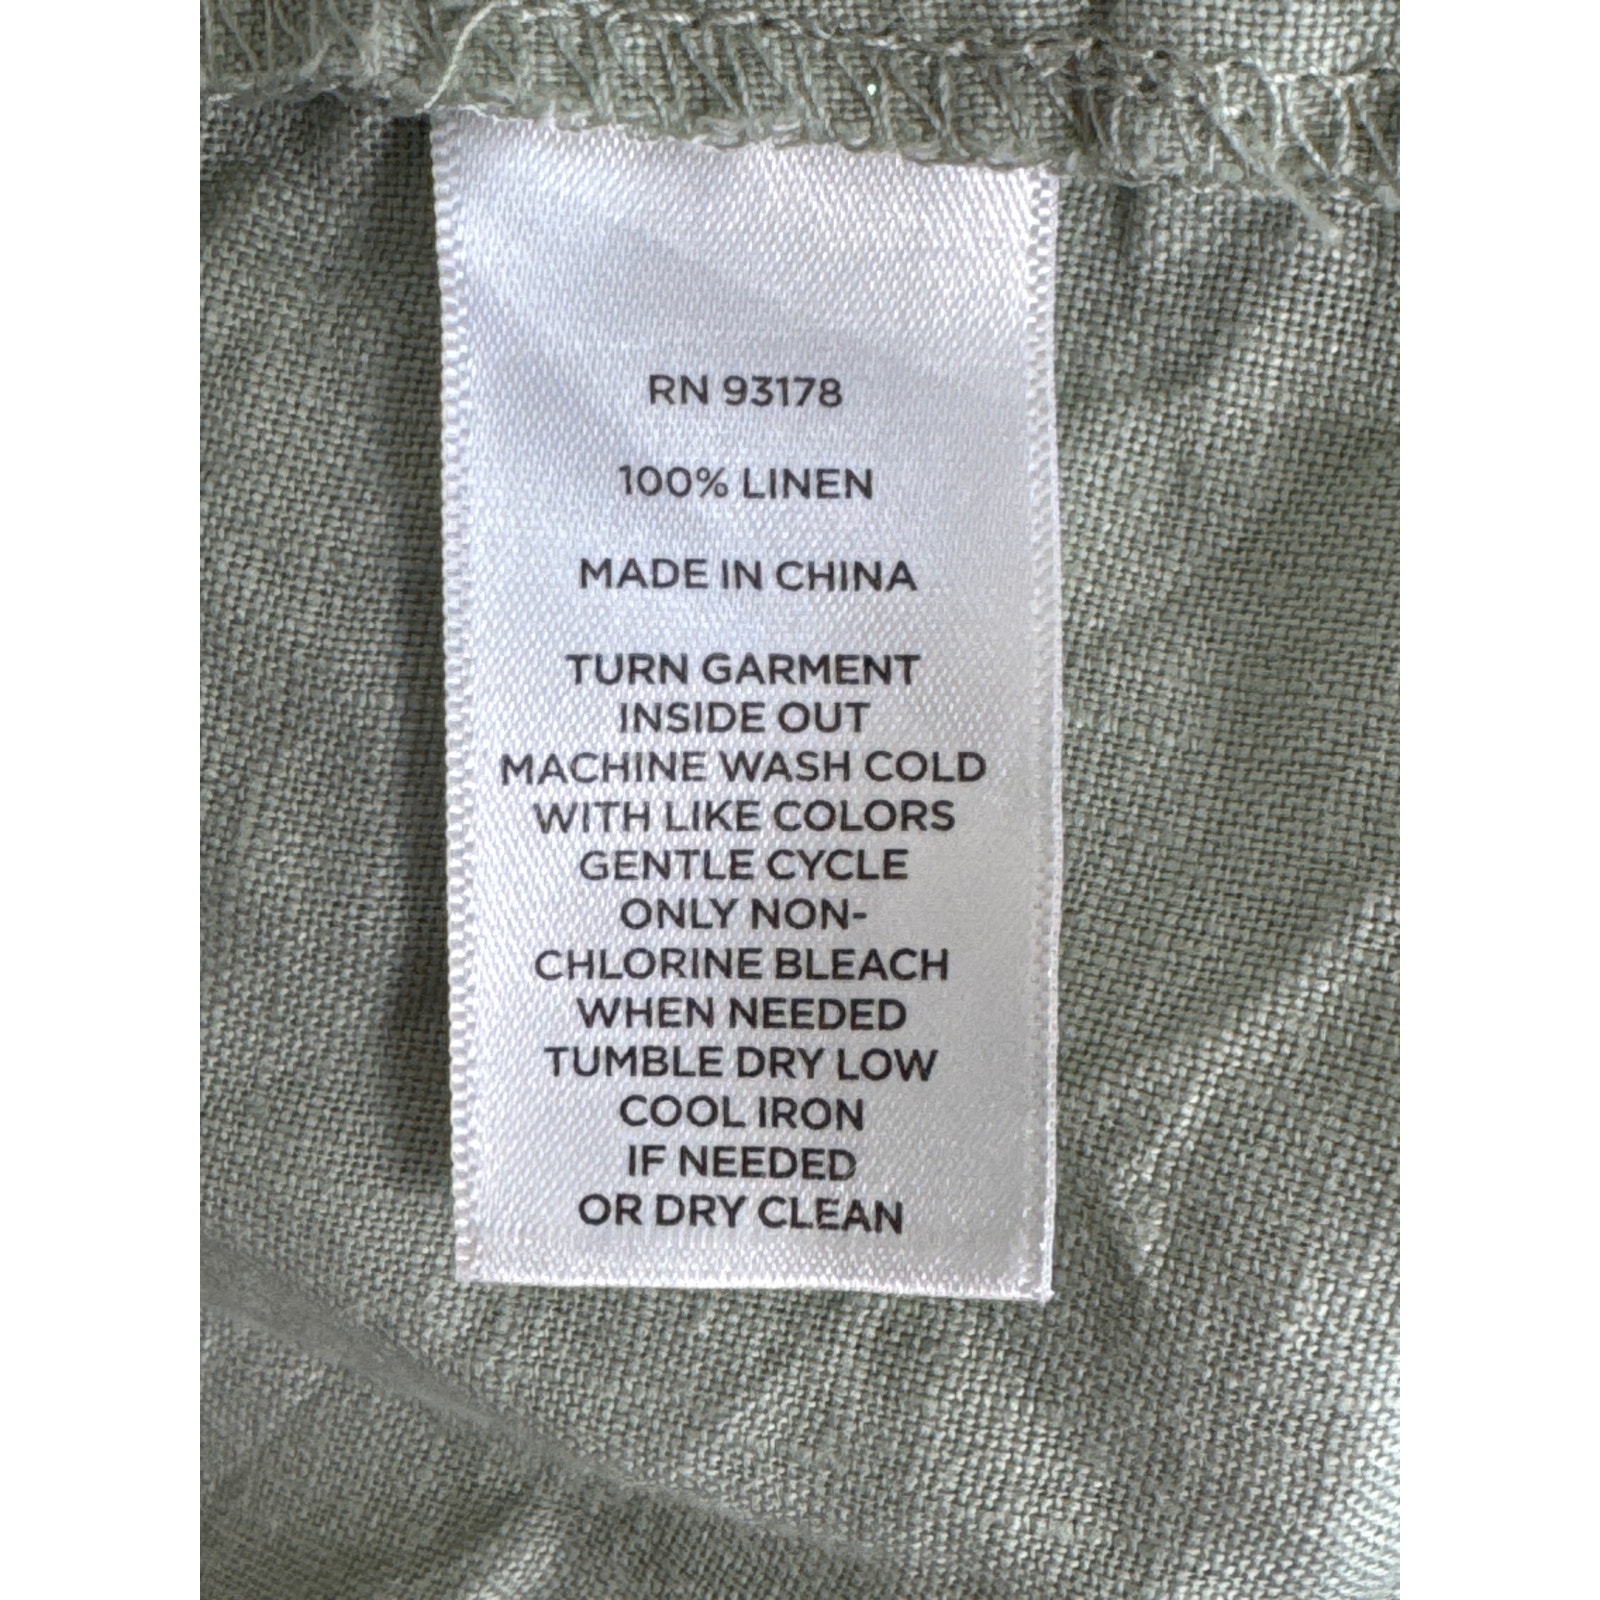 RN 93178
100% LINEN
MADE IN CHINA
TURN GARMENT
INSIDE OUT
MACHINE WASH COLD
WITH LIKE COLORS
GENTLE CYCLE
ONLY NON-
CHLORINE BLEACH
WHEN NEEDED
TUMBLE DRY LOW
COOL IRON
IF NEEDED
OR DRY CLEAN